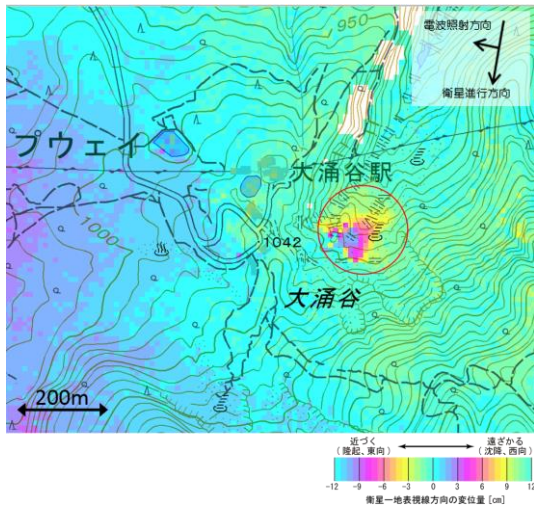 950
電波照射方向
衛星進行方向
プウェイ
大涌谷駅
1000
1042
大涌谷
200m
近づく
(隆起、東向)
遠ざかる
(沈降、西向)
-12 -9 -6 -3 0 3 6 9 12
衛星-地表視線方向の変位量 [cm]